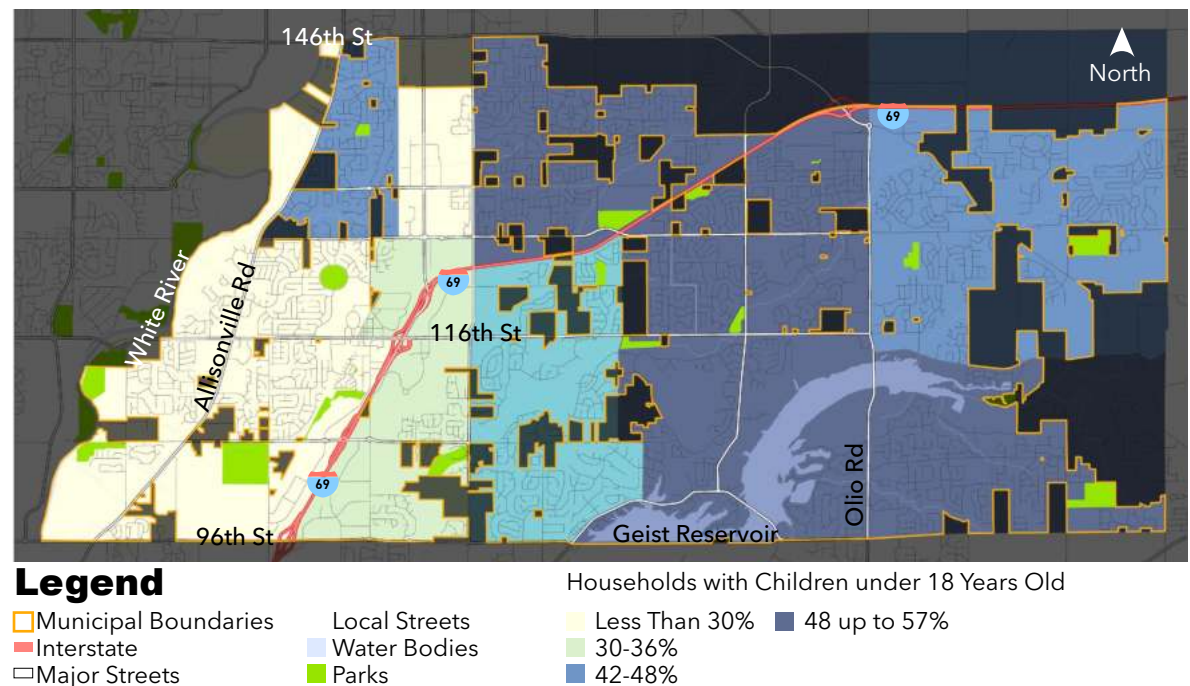 146th St
North
69
White River
Allisonville Rd
69
116th St
69
96th St
Geist Reservoir
Olio Rd
Legend
Municipal Boundaries
Interstate
Major Streets
Local Streets
Water Bodies
Parks
Households with Children under 18 Years Old
Less Than 30%
30-36%
42-48%
48 up to 57%